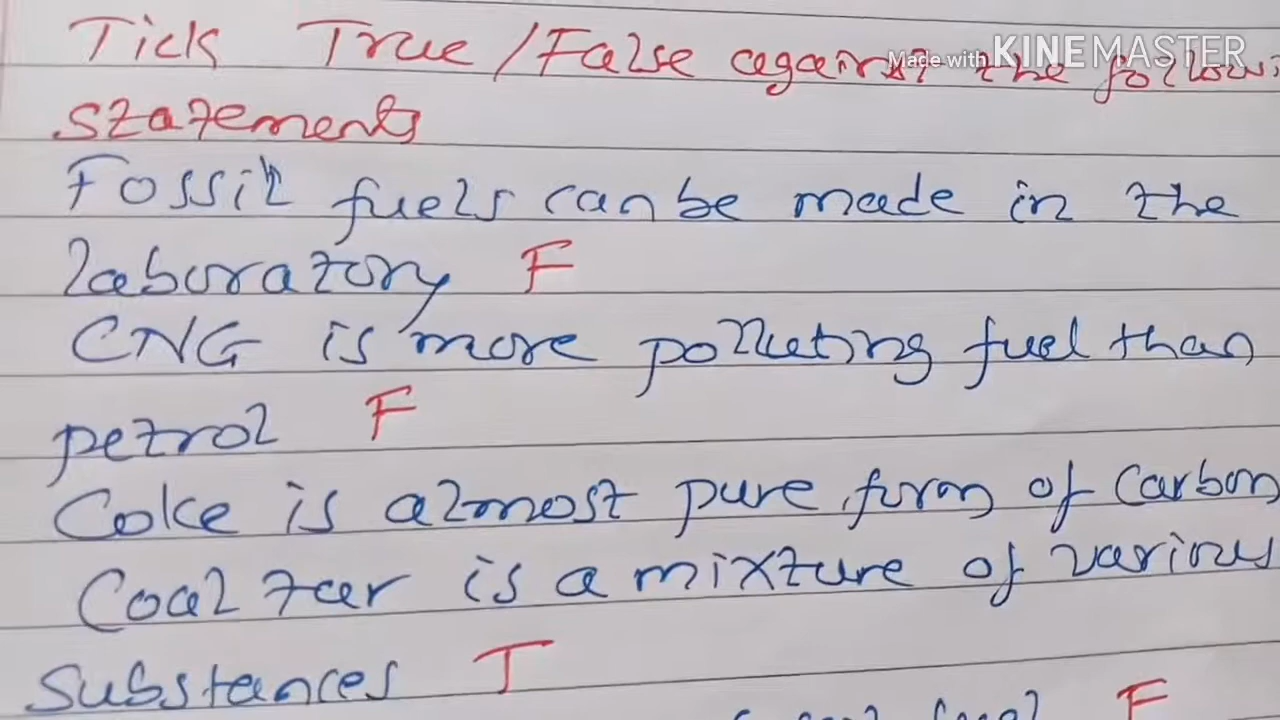 Tick True/False against the followi
Made with KINEMASTER
statements
Fossil fuels can be made in the
laboratory F
CNG is more polluting fuel than
petrol F
Coke is almost pure form of Carbon
Coal tar is a mixture of various
substances T
F